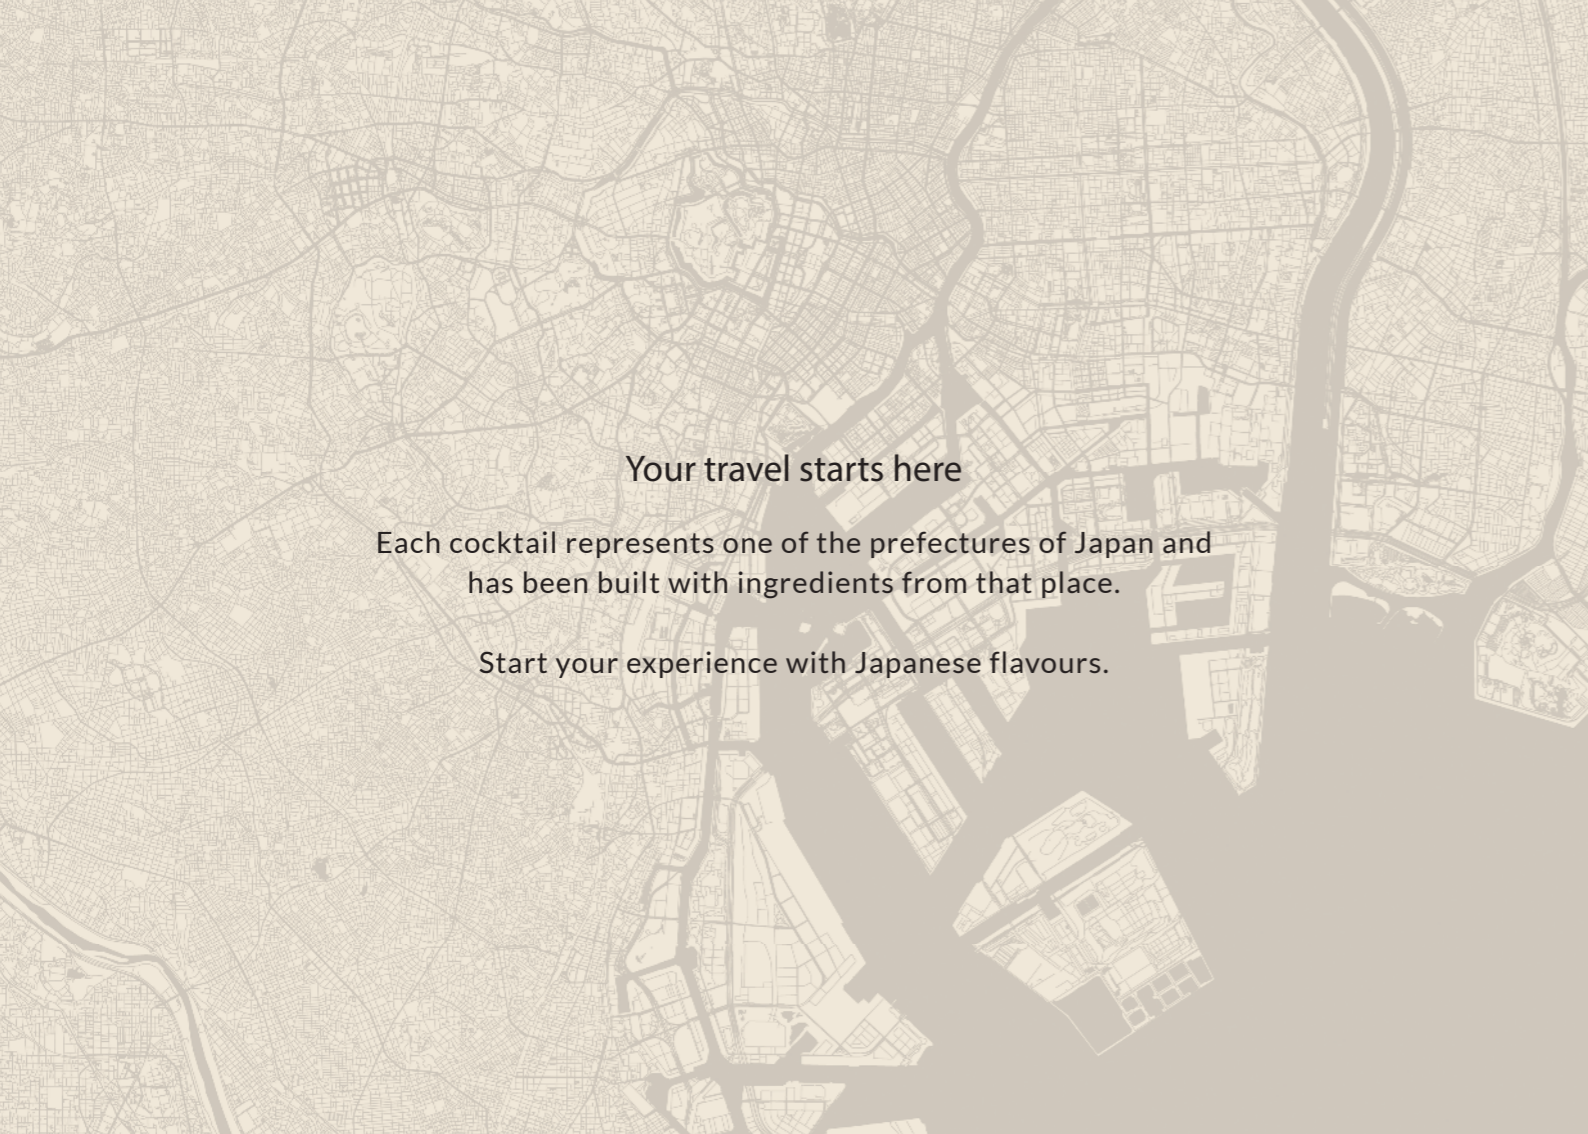 Your travel starts here
Each cocktail represents one of the prefectures of Japan and
has been built with ingredients from that place.
Start your experience with Japanese flavours.